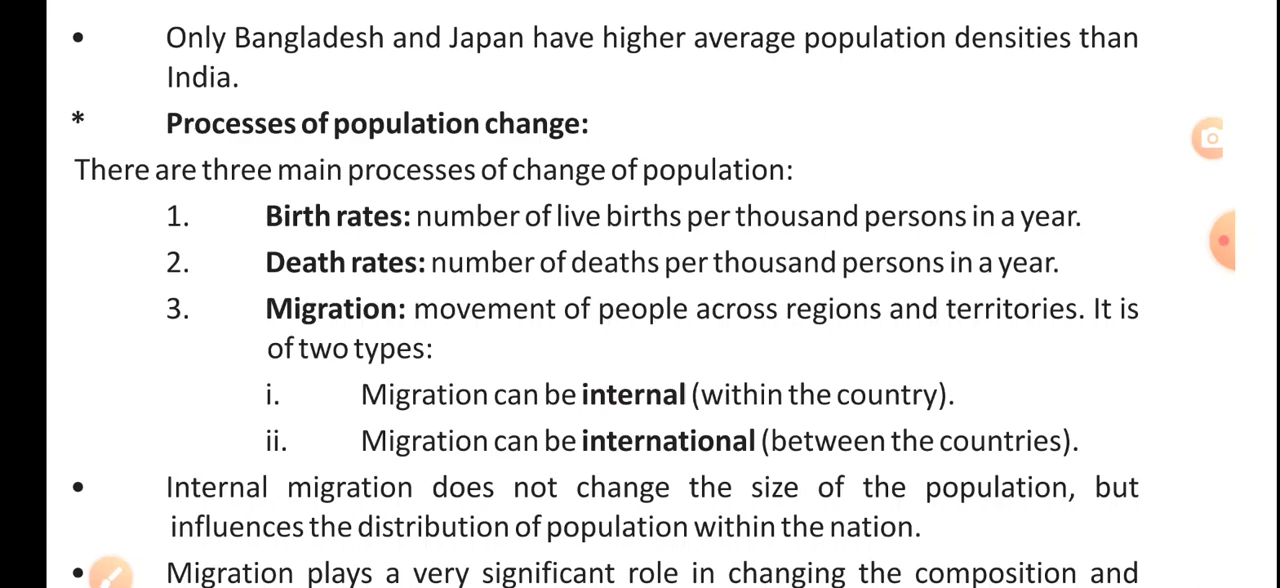 • Only Bangladesh and Japan have higher average population densities than
India.
* Processes of population change:
There are three main processes of change of population:
1. Birth rates: number of live births per thousand persons in a year.
2. Death rates: number of deaths per thousand persons in a year.
3. Migration: movement of people across regions and territories. It is
of two types:
i. Migration can be internal (within the country).
ii. Migration can be international (between the countries).
• Internal migration does not change the size of the population, but
influences the distribution of population within the nation.
• Migration plays a very significant role in changing the composition and